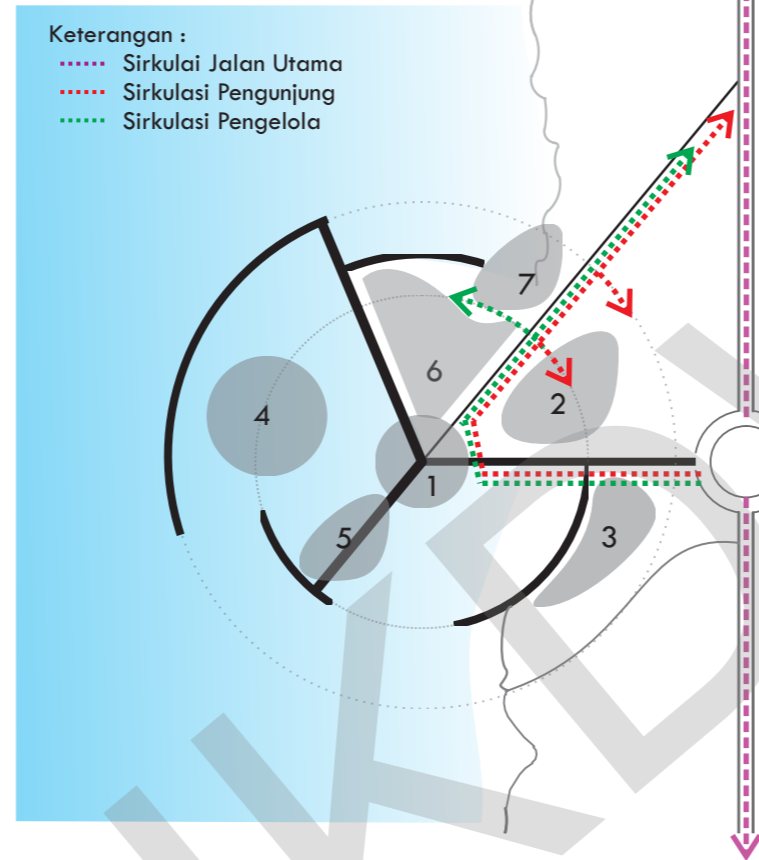 Keterangan :
Sirkulai Jalan Utama
Sirkulasi Pengunjung
Sirkulasi Pengelola
7
6
2
4
1
5
3